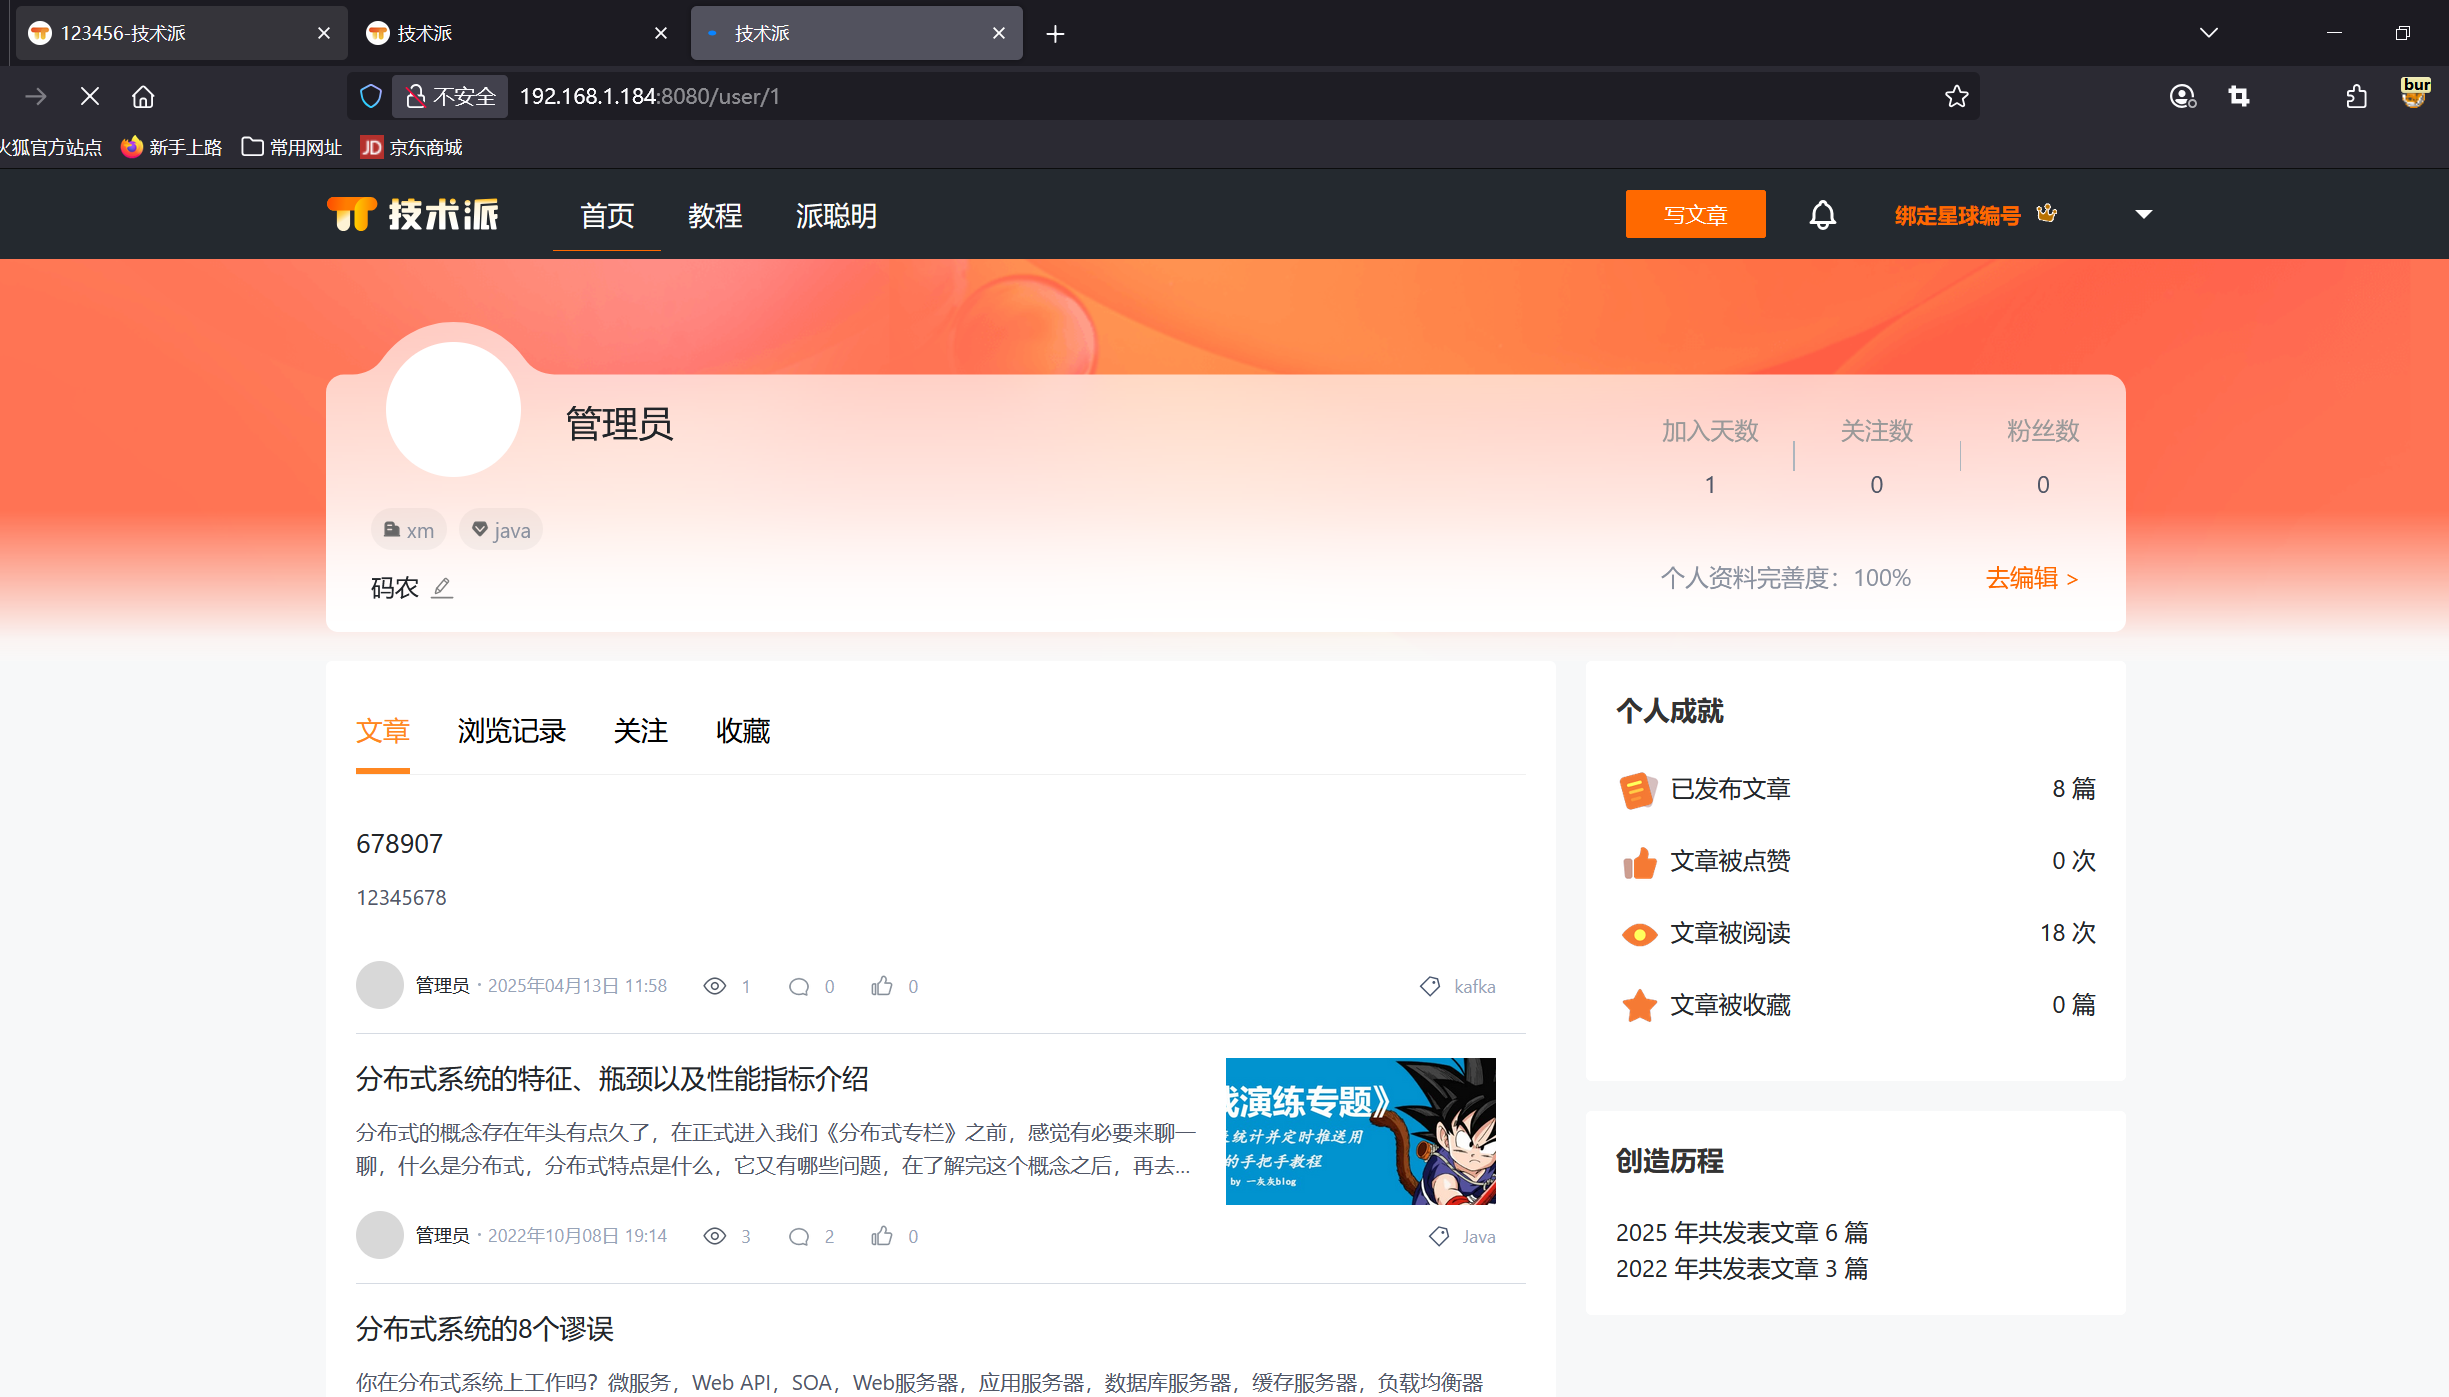 123456-技术派
技术派
技术派
不安全
192.168.1.184:8080/user/1
bur
火狐官方站点
新手上路
常用网址
JD 京东商城
技术派
首页
教程
派聪明
写文章
绑定星球编号
管理员
加入天数
关注数
粉丝数
1
0
0
xm
java
码农
个人资料完善度：100%
去编辑 >
文章
浏览记录
关注
收藏
678907
12345678
管理员 · 2025年04月13日 11:58
1
0
0
kafka
分布式系统的特征、瓶颈以及性能指标介绍
分布式的概念存在年头有点久了，在正式进入我们《分布式专栏》之前，感觉有必要来聊一
聊，什么是分布式，分布式特点是什么，它又有哪些问题，在了解完这个概念之后，再去...
战演练专题》
统计并定时推送用
的手把手教程
by 一灰灰blog
管理员 · 2022年10月08日 19:14
3
2
0
Java
分布式系统的8个谬误
你在分布式系统上工作吗？微服务，Web API，SOA，Web服务器，应用服务器，数据库服务器，缓存服务器，负载均衡器
个人成就
已发布文章
8 篇
文章被点赞
0 次
文章被阅读
18 次
文章被收藏
0 篇
创造历程
2025 年共发表文章 6 篇
2022 年共发表文章 3 篇